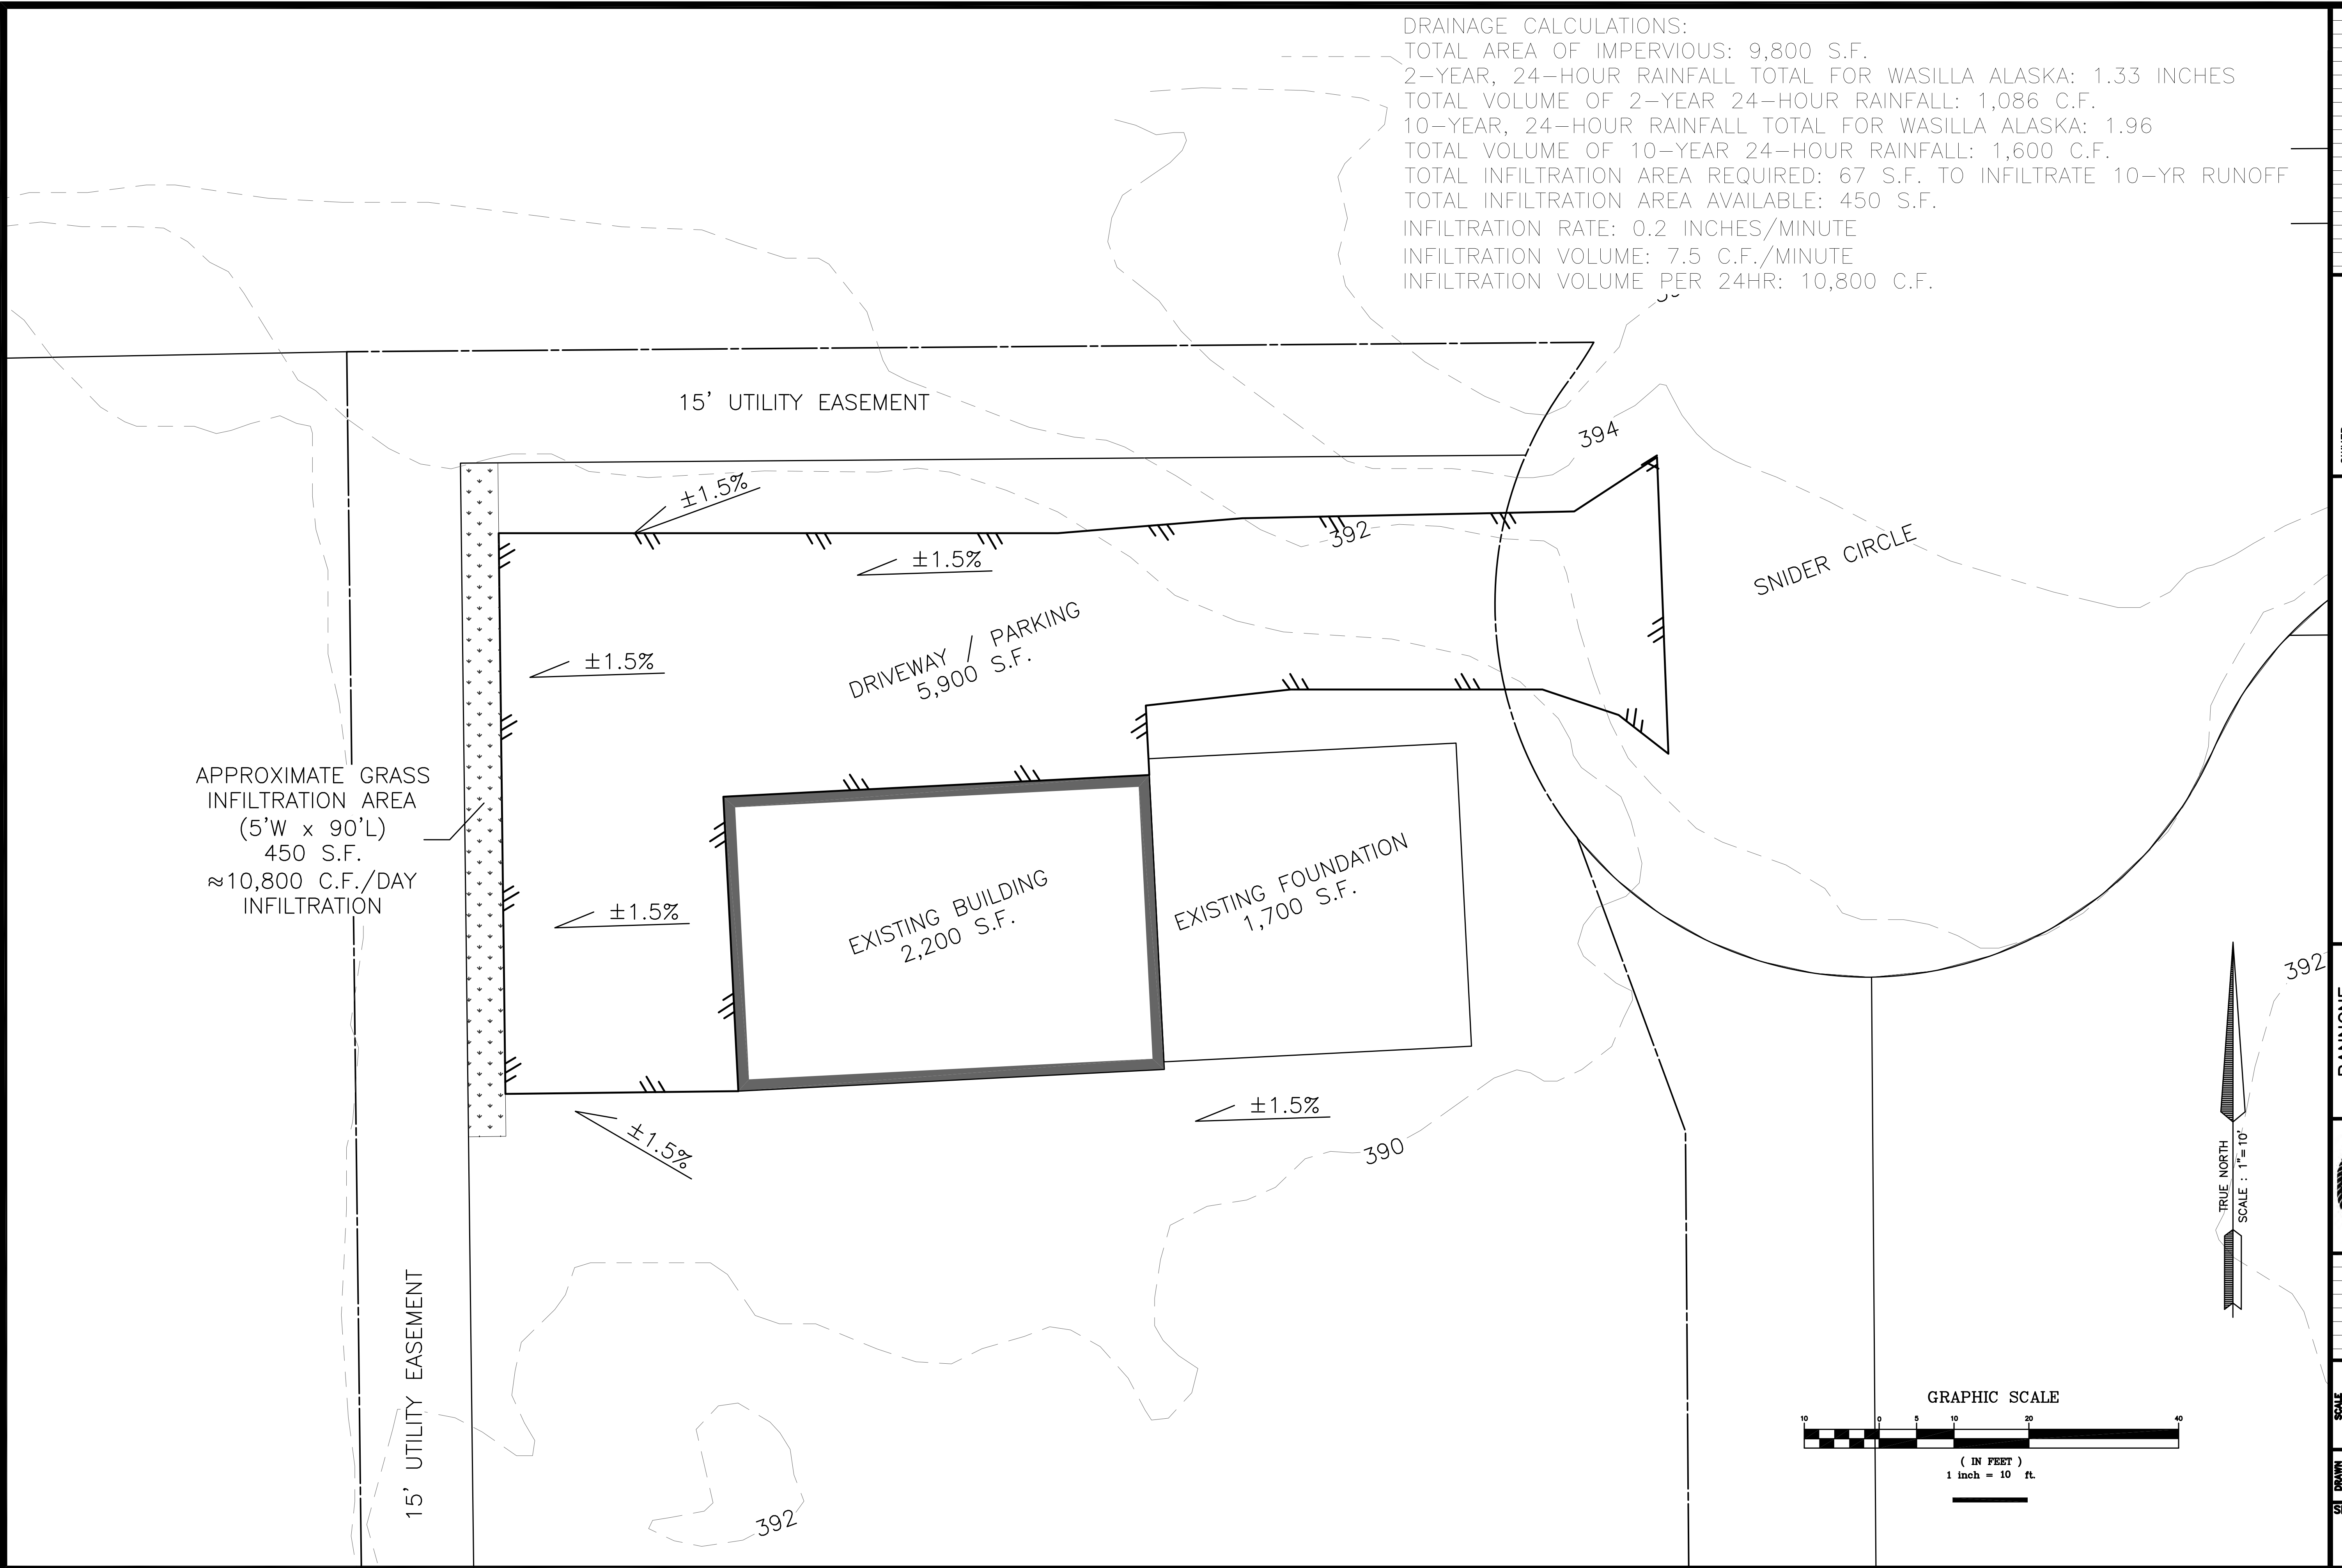 DRAINAGE CALCULATIONS:
TOTAL AREA OF IMPERVIOUS: 9,800 S.F.
2-YEAR, 24-HOUR RAINFALL TOTAL FOR WASILLA ALASKA: 1.33 INCHES
TOTAL VOLUME OF 2-YEAR 24-HOUR RAINFALL: 1,086 C.F.
10-YEAR, 24-HOUR RAINFALL TOTAL FOR WASILLA ALASKA: 1.96
TOTAL VOLUME OF 10-YEAR 24-HOUR RAINFALL: 1,600 C.F.
TOTAL INFILTRATION AREA REQUIRED: 67 S.F. TO INFILTRATE 10-YR RUNOFF
TOTAL INFILTRATION AREA AVAILABLE: 450 S.F.
INFILTRATION RATE: 0.2 INCHES/MINUTE
INFILTRATION VOLUME: 7.5 C.F./MINUTE
INFILTRATION VOLUME PER 24HR: 10,800 C.F.
15' UTILITY EASEMENT
394
±1.5%
392
±1.5%
SNIDER CIRCLE
±1.5%
DRIVEWAY / PARKING
5,900 S.F.
APPROXIMATE GRASS
INFILTRATION AREA
(5'W x 90'L)
450 S.F.
≈10,800 C.F./DAY
INFILTRATION
±1.5%
EXISTING BUILDING
2,200 S.F.
EXISTING FOUNDATION
1,700 S.F.
392
±1.5%
±1.5%
390
TRUE NORTH
SCALE : 1"=10'
15' UTILITY EASEMENT
392
GRAPHIC SCALE
10 0 5 10 20 40
( IN FEET )
1 inch = 10 ft.
SCALE
DRAWN